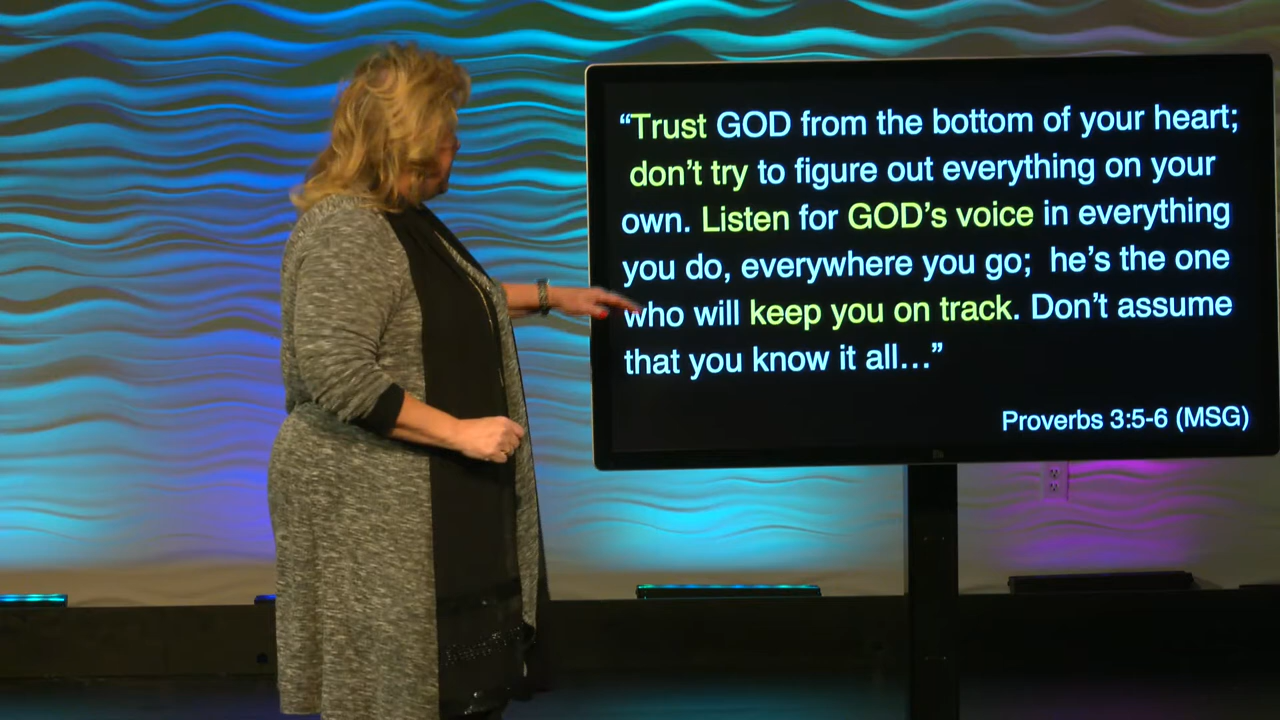 “Trust GOD from the bottom of your heart;
don’t try to figure out everything on your
own. Listen for GOD’s voice in everything
you do, everywhere you go; he’s the one
who will keep you on track. Don’t assume
that you know it all…”
Proverbs 3:5-6 (MSG)